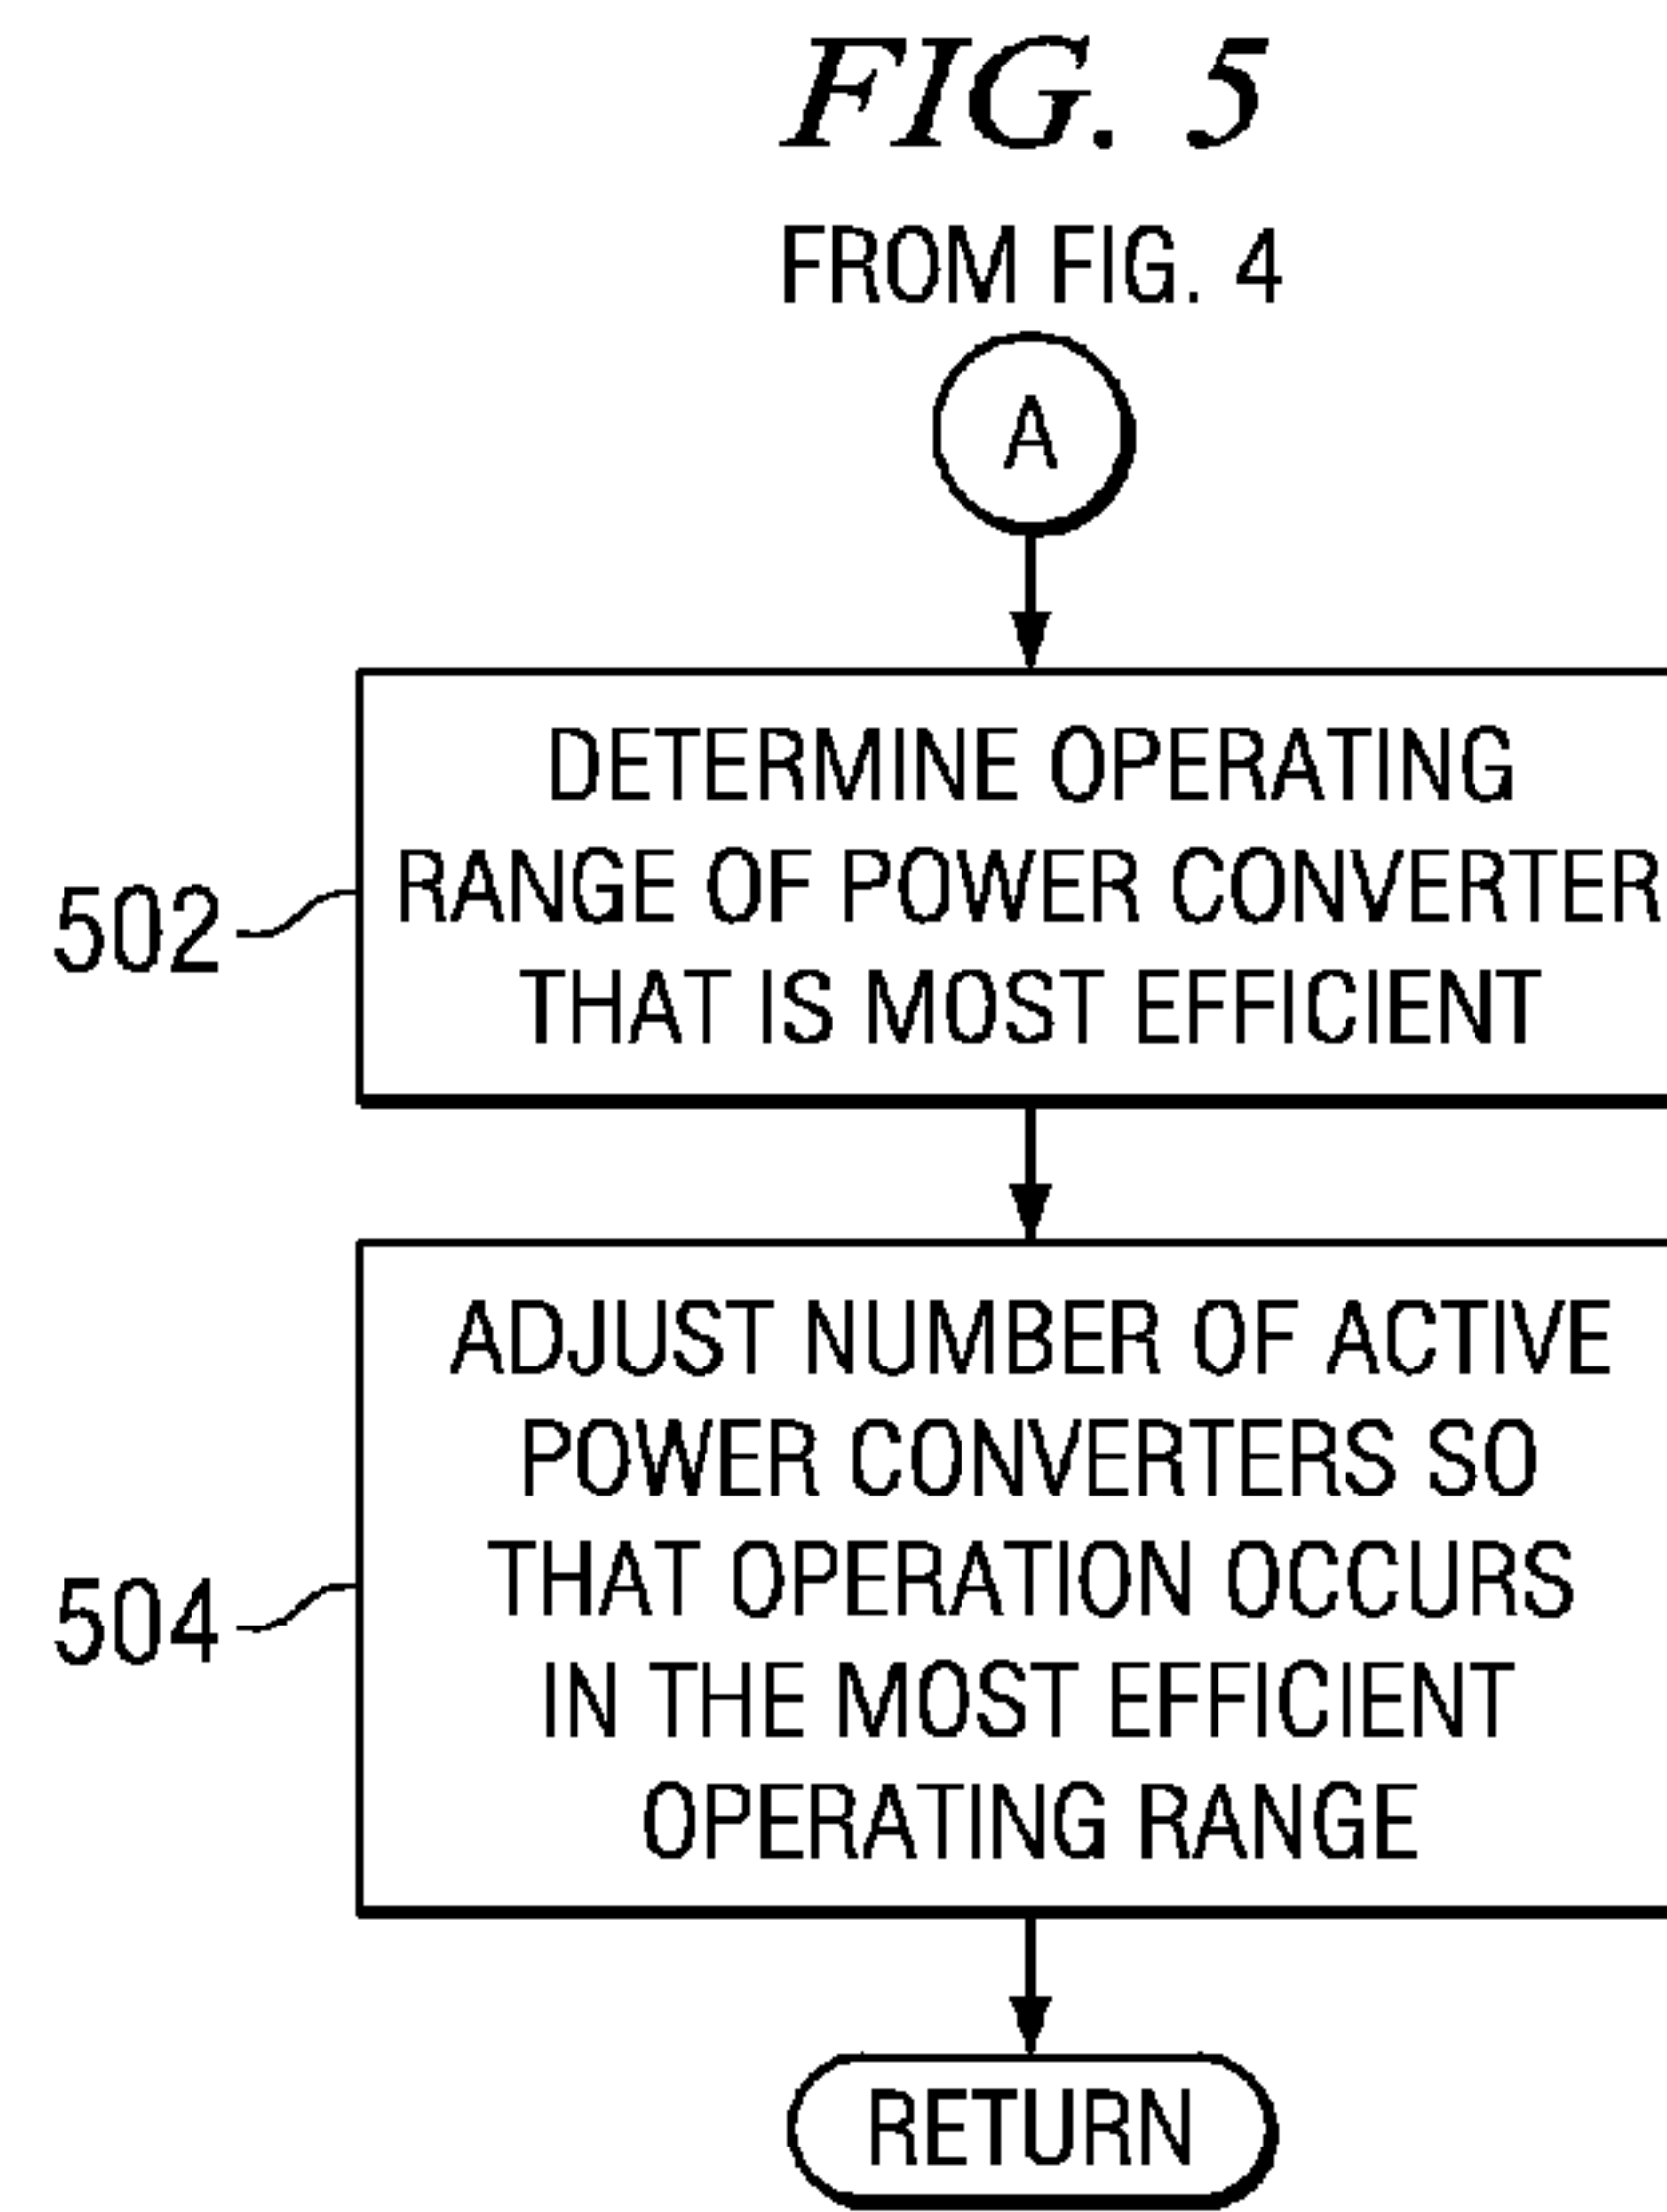 FIG. 5
FROM FIG. 4
A
DETERMINE OPERATING
RANGE OF POWER CONVERTER
THAT IS MOST EFFICIENT
502
ADJUST NUMBER OF ACTIVE
POWER CONVERTERS SO
THAT OPERATION OCCURS
IN THE MOST EFFICIENT
OPERATING RANGE
504
RETURN